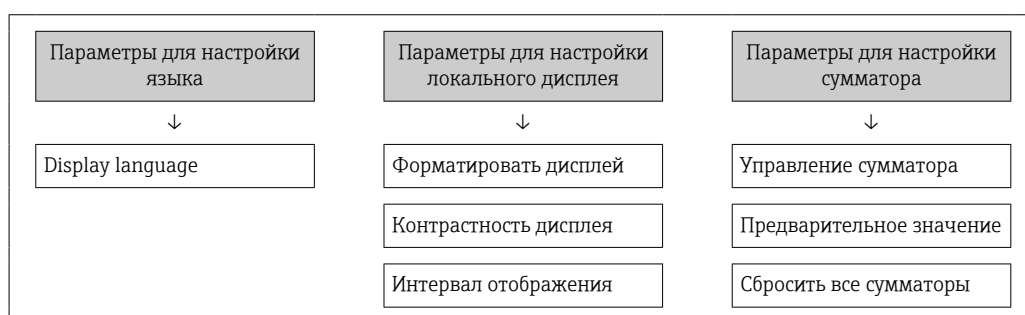 Параметры для настройки
языка
↓
Display language
Параметры для настройки
локального дисплея
↓
Форматировать дисплей
Контрастность дисплея
Интервал отображения
Параметры для настройки
сумматора
↓
Управление сумматора
Предварительное значение
Сбросить все сумматоры